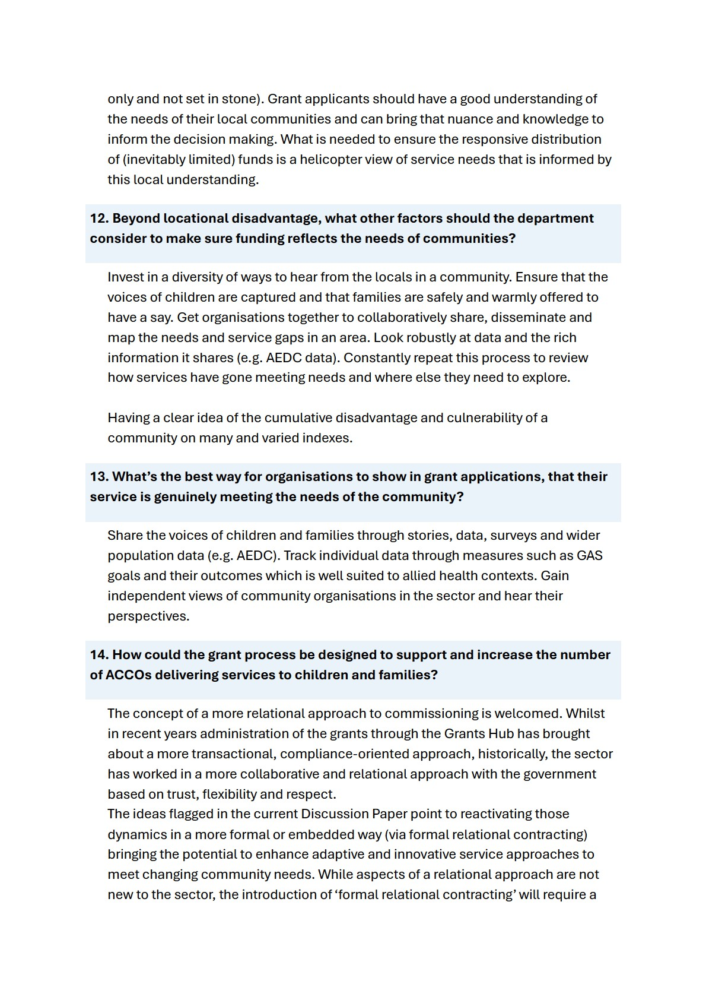 only and not set in stone). Grant applicants should have a good understanding of
the needs of their local communities and can bring that nuance and knowledge to
inform the decision making. What is needed to ensure the responsive distribution
of (inevitably limited) funds is a helicopter view of service needs that is informed by
this local understanding.
12. Beyond locational disadvantage, what other factors should the department
consider to make sure funding reflects the needs of communities?
Invest in a diversity of ways to hear from the locals in a community. Ensure that the
voices of children are captured and that families are safely and warmly offered to
have a say. Get organisations together to collaboratively share, disseminate and
map the needs and service gaps in an area. Look robustly at data and the rich
information it shares (e.g. AEDC data). Constantly repeat this process to review
how services have gone meeting needs and where else they need to explore.
Having a clear idea of the cumulative disadvantage and culnerability of a
community on many and varied indexes.
13. What’s the best way for organisations to show in grant applications, that their
service is genuinely meeting the needs of the community?
Share the voices of children and families through stories, data, surveys and wider
population data (e.g. AEDC). Track individual data through measures such as GAS
goals and their outcomes which is well suited to allied health contexts. Gain
independent views of community organisations in the sector and hear their
perspectives.
14. How could the grant process be designed to support and increase the number
of ACCOs delivering services to children and families?
The concept of a more relational approach to commissioning is welcomed. Whilst
in recent years administration of the grants through the Grants Hub has brought
about a more transactional, compliance-oriented approach, historically, the sector
has worked in a more collaborative and relational approach with the government
based on trust, flexibility and respect.
The ideas flagged in the current Discussion Paper point to reactivating those
dynamics in a more formal or embedded way (via formal relational contracting)
bringing the potential to enhance adaptive and innovative service approaches to
meet changing community needs. While aspects of a relational approach are not
new to the sector, the introduction of ‘formal relational contracting’ will require a